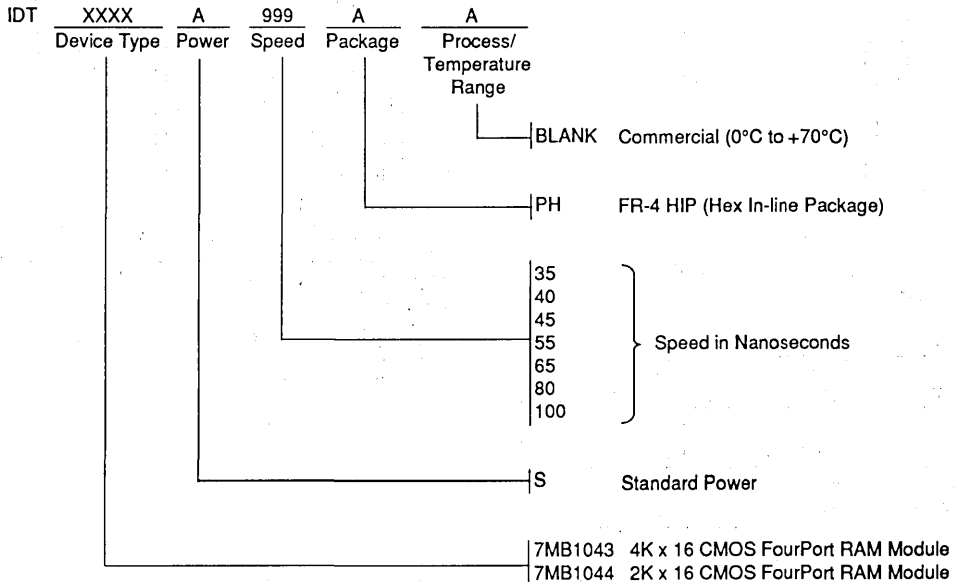 IDT XXXX A 999 A A
Device Type Power Speed Package Process/
Temperature
Range
BLANK Commercial (0°C to +70°C)
PH FR-4 HIP (Hex In-line Package)
35
40
45
55 Speed in Nanoseconds
65
80
100
S Standard Power
7MB1043 4K x 16 CMOS FourPort RAM Module
7MB1044 2K x 16 CMOS FourPort RAM Module